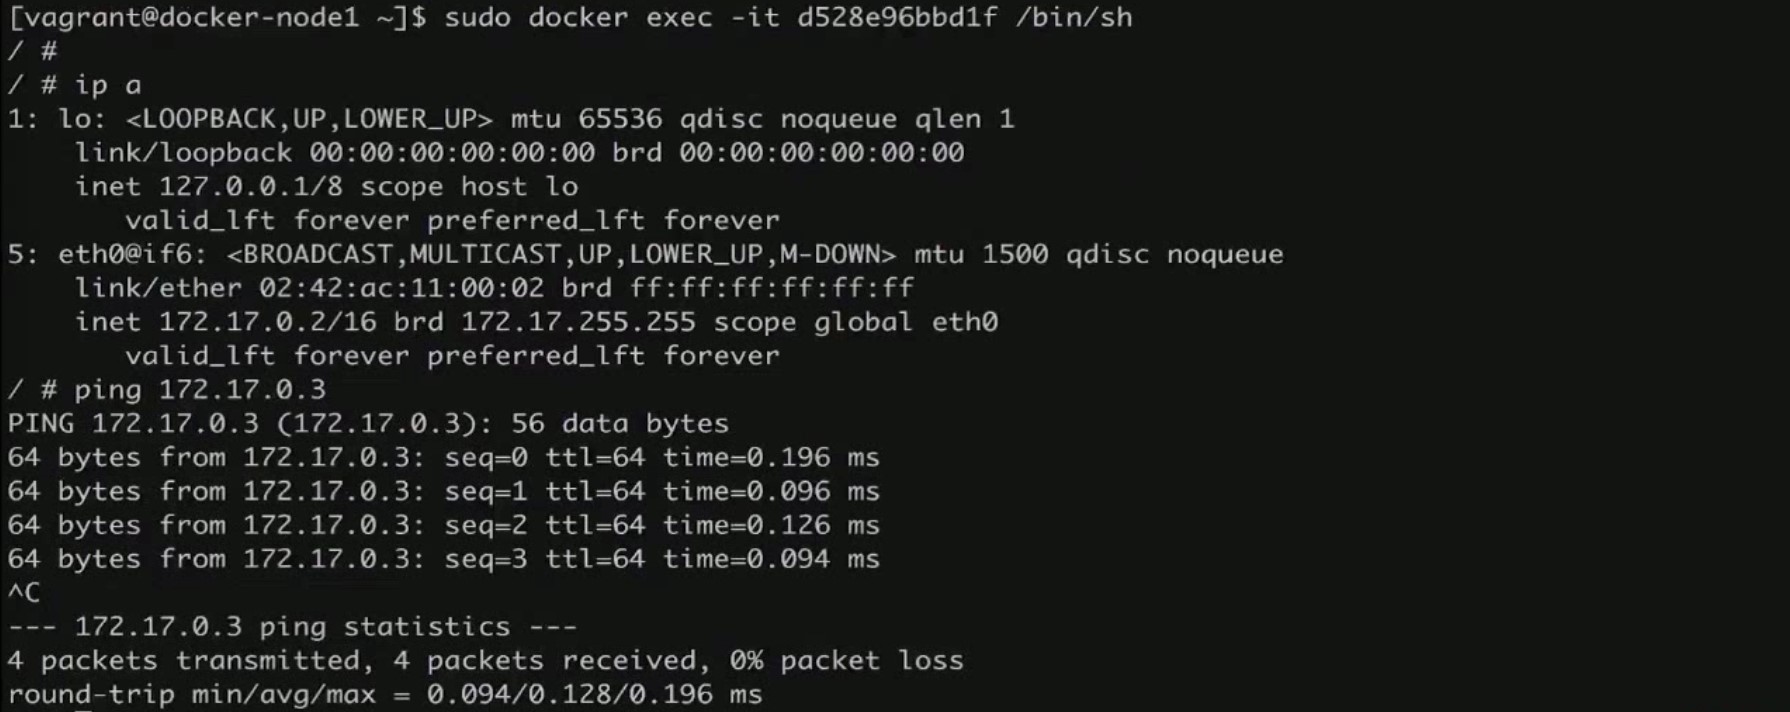 [vagrant@docker-node1 ~]$ sudo docker exec -it d528e96bbd1f /bin/sh
/ #
/ # ip a
1: lo: <LOOPBACK,UP,LOWER_UP> mtu 65536 qdisc noqueue qlen 1
    link/loopback 00:00:00:00:00:00 brd 00:00:00:00:00:00
    inet 127.0.0.1/8 scope host lo
       valid_lft forever preferred_lft forever
5: eth0@if6: <BROADCAST,MULTICAST,UP,LOWER_UP,M-DOWN> mtu 1500 qdisc noqueue
    link/ether 02:42:ac:11:00:02 brd ff:ff:ff:ff:ff:ff
    inet 172.17.0.2/16 brd 172.17.255.255 scope global eth0
       valid_lft forever preferred_lft forever
/ # ping 172.17.0.3
PING 172.17.0.3 (172.17.0.3): 56 data bytes
64 bytes from 172.17.0.3: seq=0 ttl=64 time=0.196 ms
64 bytes from 172.17.0.3: seq=1 ttl=64 time=0.096 ms
64 bytes from 172.17.0.3: seq=2 ttl=64 time=0.126 ms
64 bytes from 172.17.0.3: seq=3 ttl=64 time=0.094 ms
^C
--- 172.17.0.3 ping statistics ---
4 packets transmitted, 4 packets received, 0% packet loss
round-trip min/avg/max = 0.094/0.128/0.196 ms